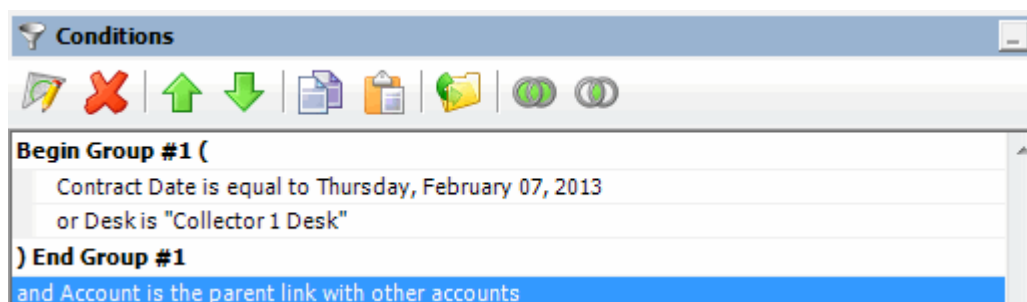 Conditions
Begin Group #1 (
Contract Date is equal to Thursday, February 07, 2013
or Desk is "Collector 1 Desk"
) End Group #1
and Account is the parent link with other accounts